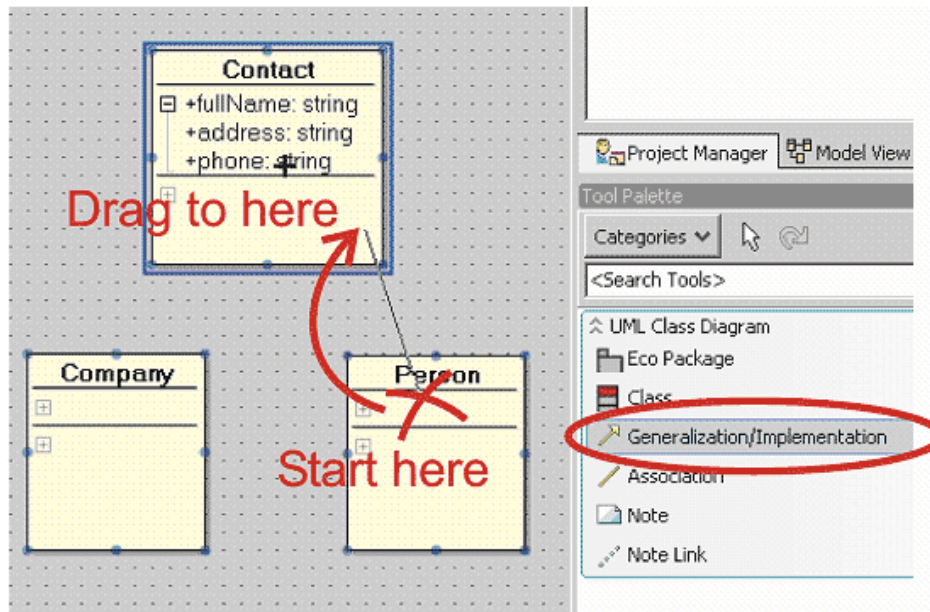 Contact
+fullName: string
+address: string
+phone: string
Drag to here
Company
Person
Start here
Project Manager
Model View
Tool Palette
Categories
<Search Tools>
UML Class Diagram
Eco Package
Class
Generalization/Implementation
Association
Note
Note Link